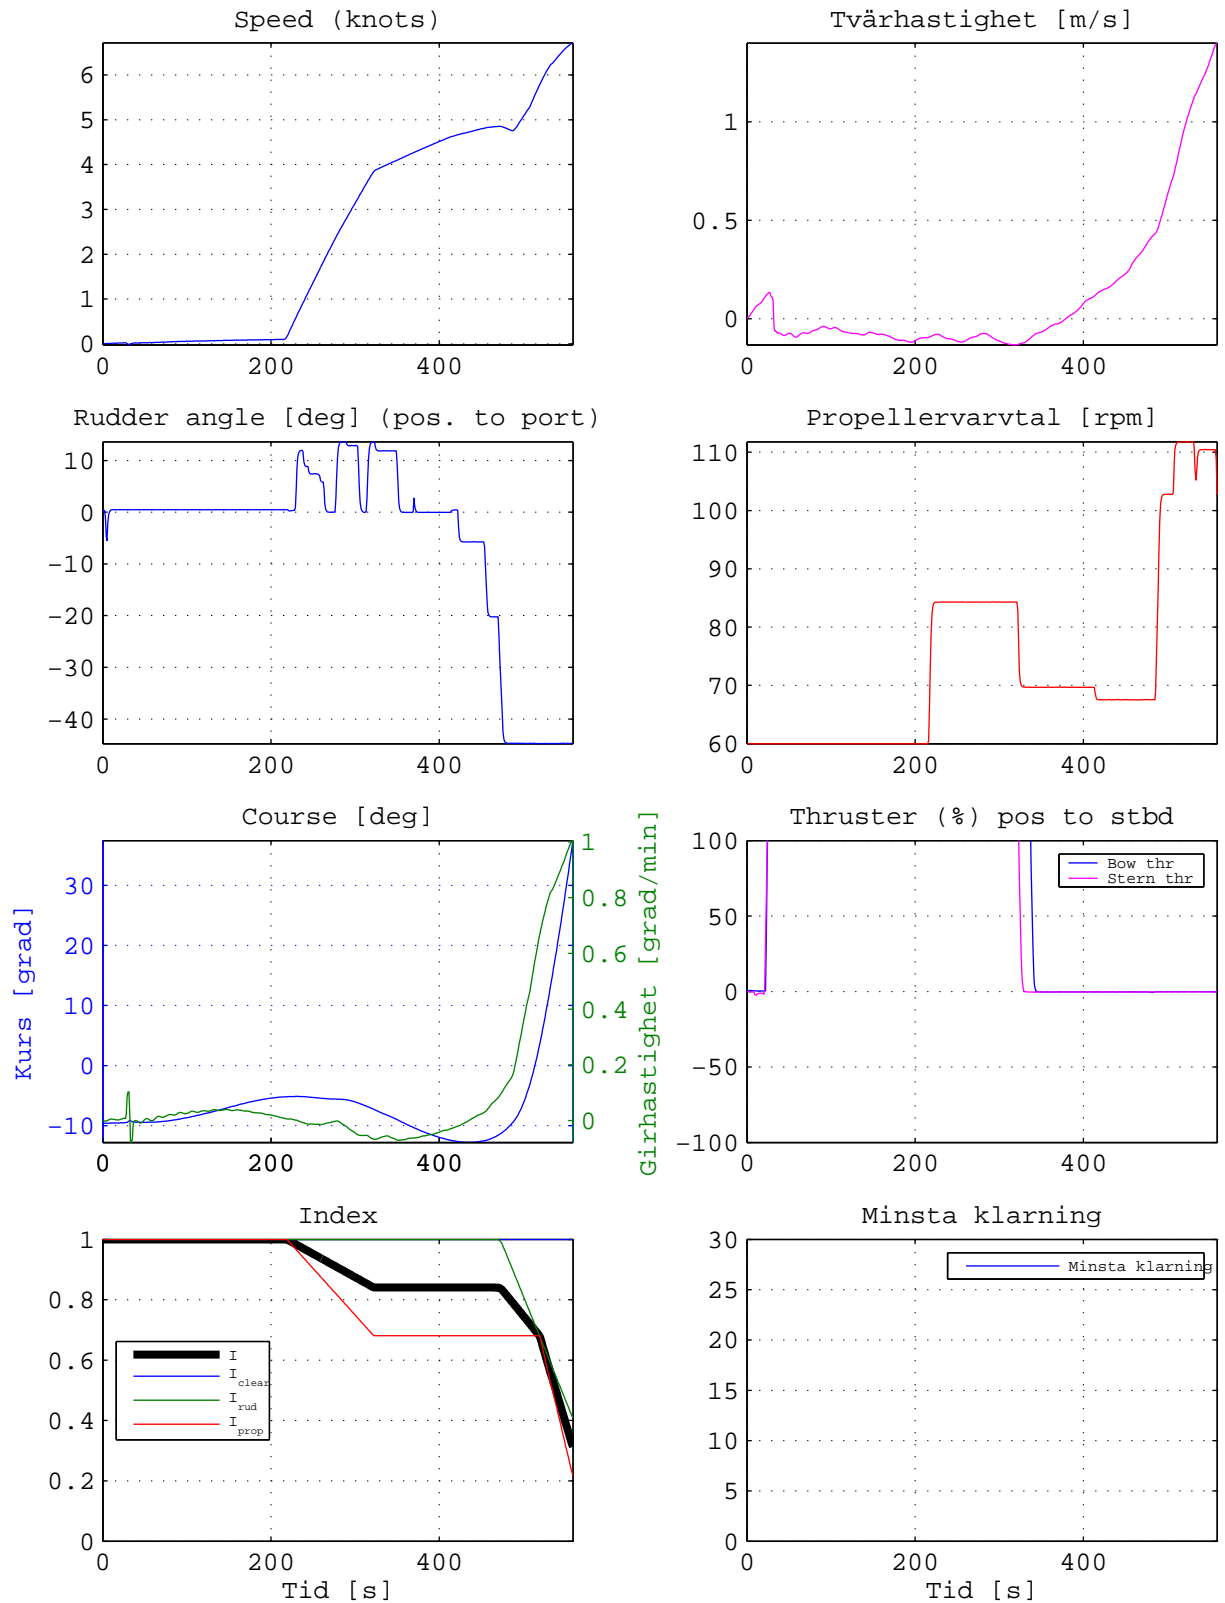 Speed (knots)
6
5
4
3
2
1
0
0 200 400
Tvärhastighet [m/s]
1
0.5
0
0 200 400
Rudder angle [deg] (pos. to port)
10
0
−10
−20
−30
−40
0 200 400
Propellervarvtal [rpm]
110
100
90
80
70
60
0 200 400
Course [deg]
Kurs [grad]
30
20
10
0
−10
0 200 400
1
0.8
0.6
0.4
0.2
0
Girhastighet [grad/min]
Thruster (%) pos to stbd
100
50
0
−50
−100
0 200 400
Bow thr
Stern thr
Index
1
0.8
0.6
0.4
0.2
0
0 200 400
Tid [s]
I
I clear
I rud
I prop
Minsta klarning
30
25
20
15
10
5
0
0 200 400
Tid [s]
Minsta klarning